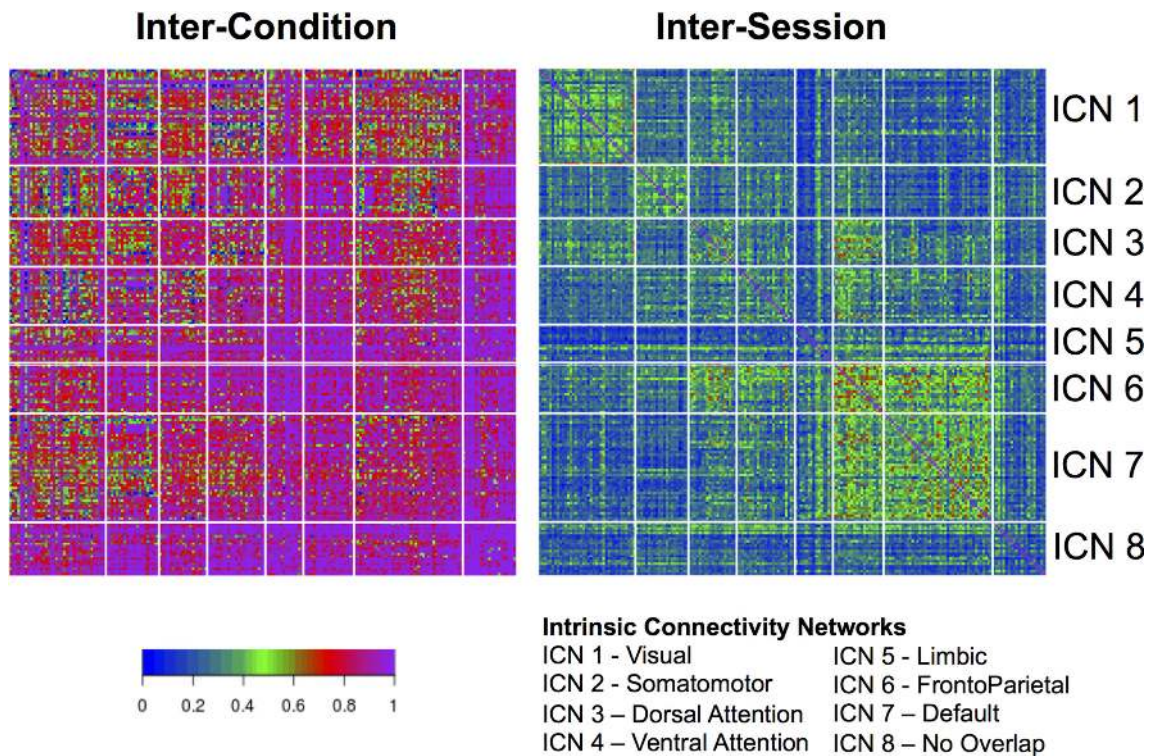 Inter-Condition
Inter-Session
ICN 1
ICN 2
ICN 3
ICN 4
ICN 5
ICN 6
ICN 7
ICN 8
0 0.2 0.4 0.6 0.8 1
Intrinsic Connectivity Networks
ICN 1 - Visual
ICN 2 - Somatomotor
ICN 3 – Dorsal Attention
ICN 4 – Ventral Attention
ICN 5 - Limbic
ICN 6 - FrontoParietal
ICN 7 – Default
ICN 8 – No Overlap